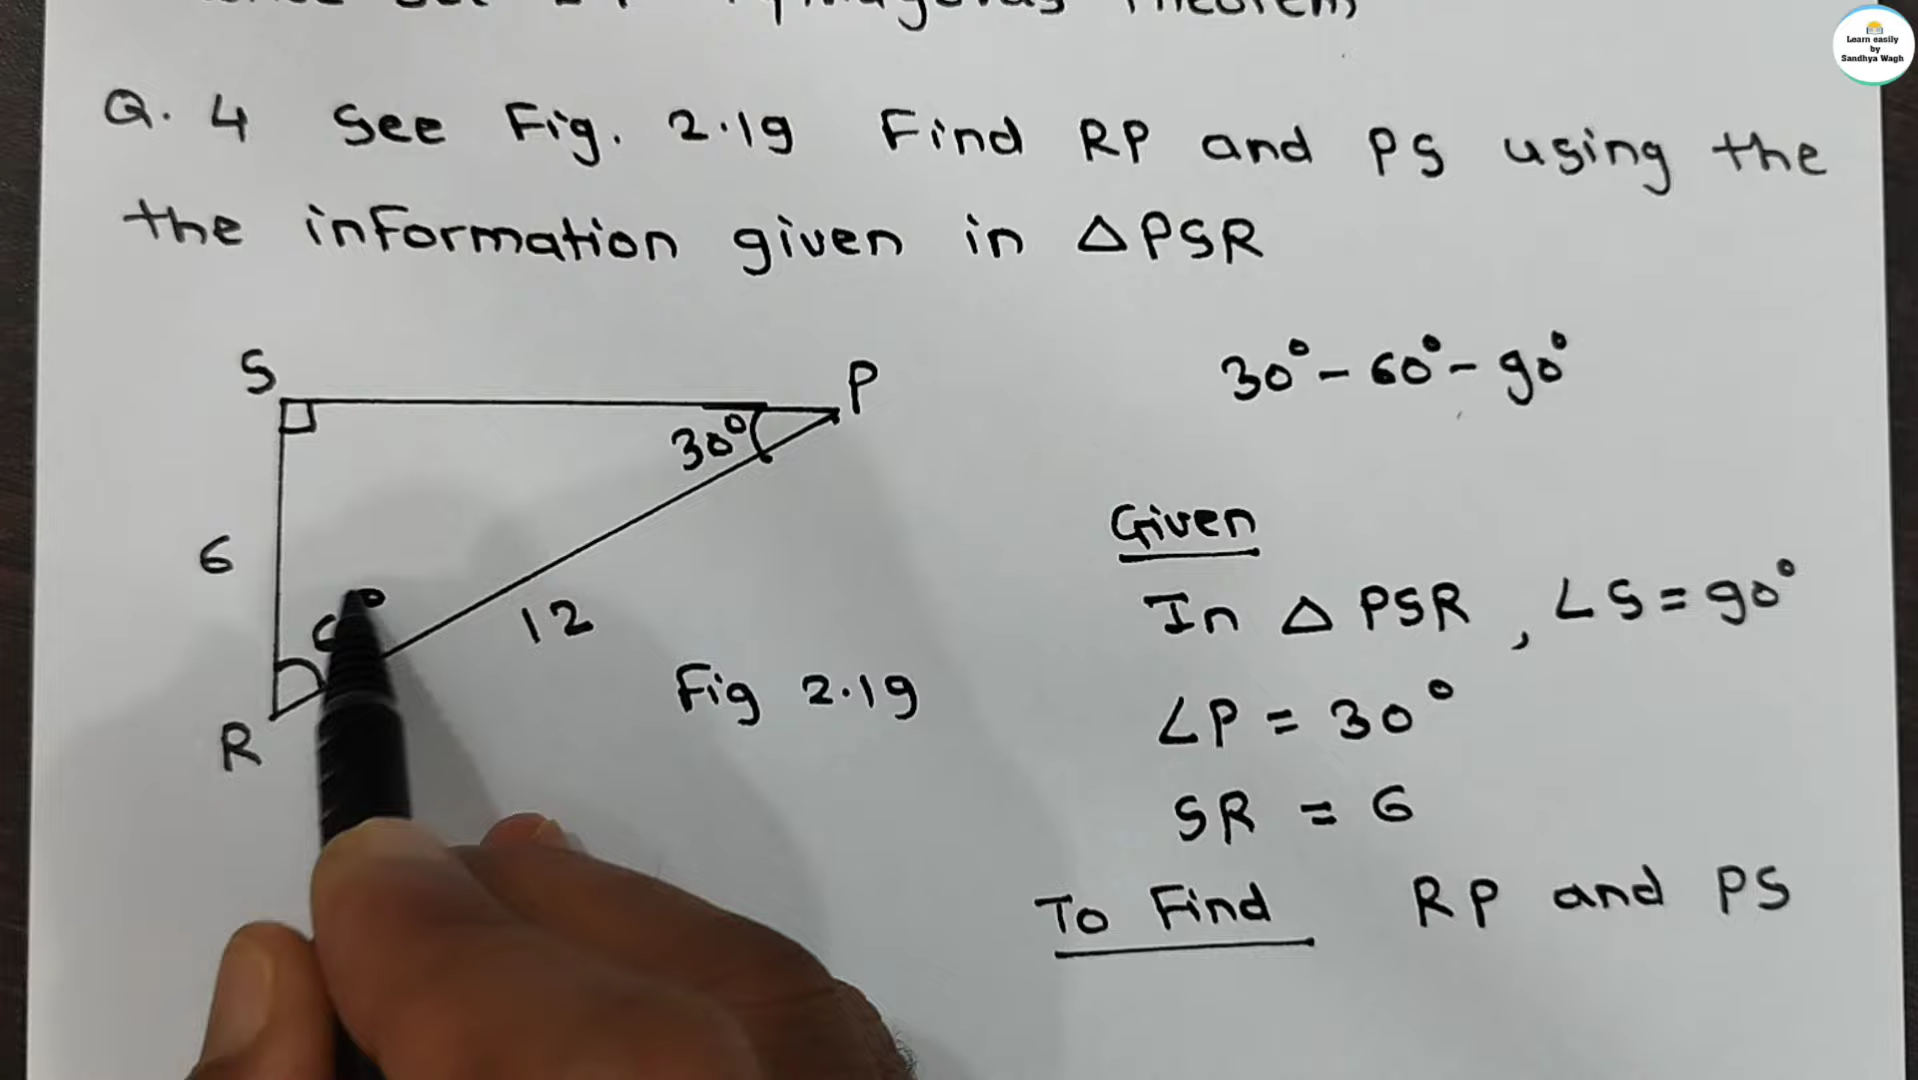 Q. 4 See Fig. 2.19 Find RP and PS using the
the information given in △PSR
S
P
30°
6
12
R
Fig 2.19
30° - 60° - 90°
Given
In △ PSR, ∠S = 90°
∠P = 30°
SR = 6
To Find RP and PS
Learn easily
by
Sandhya Wagh